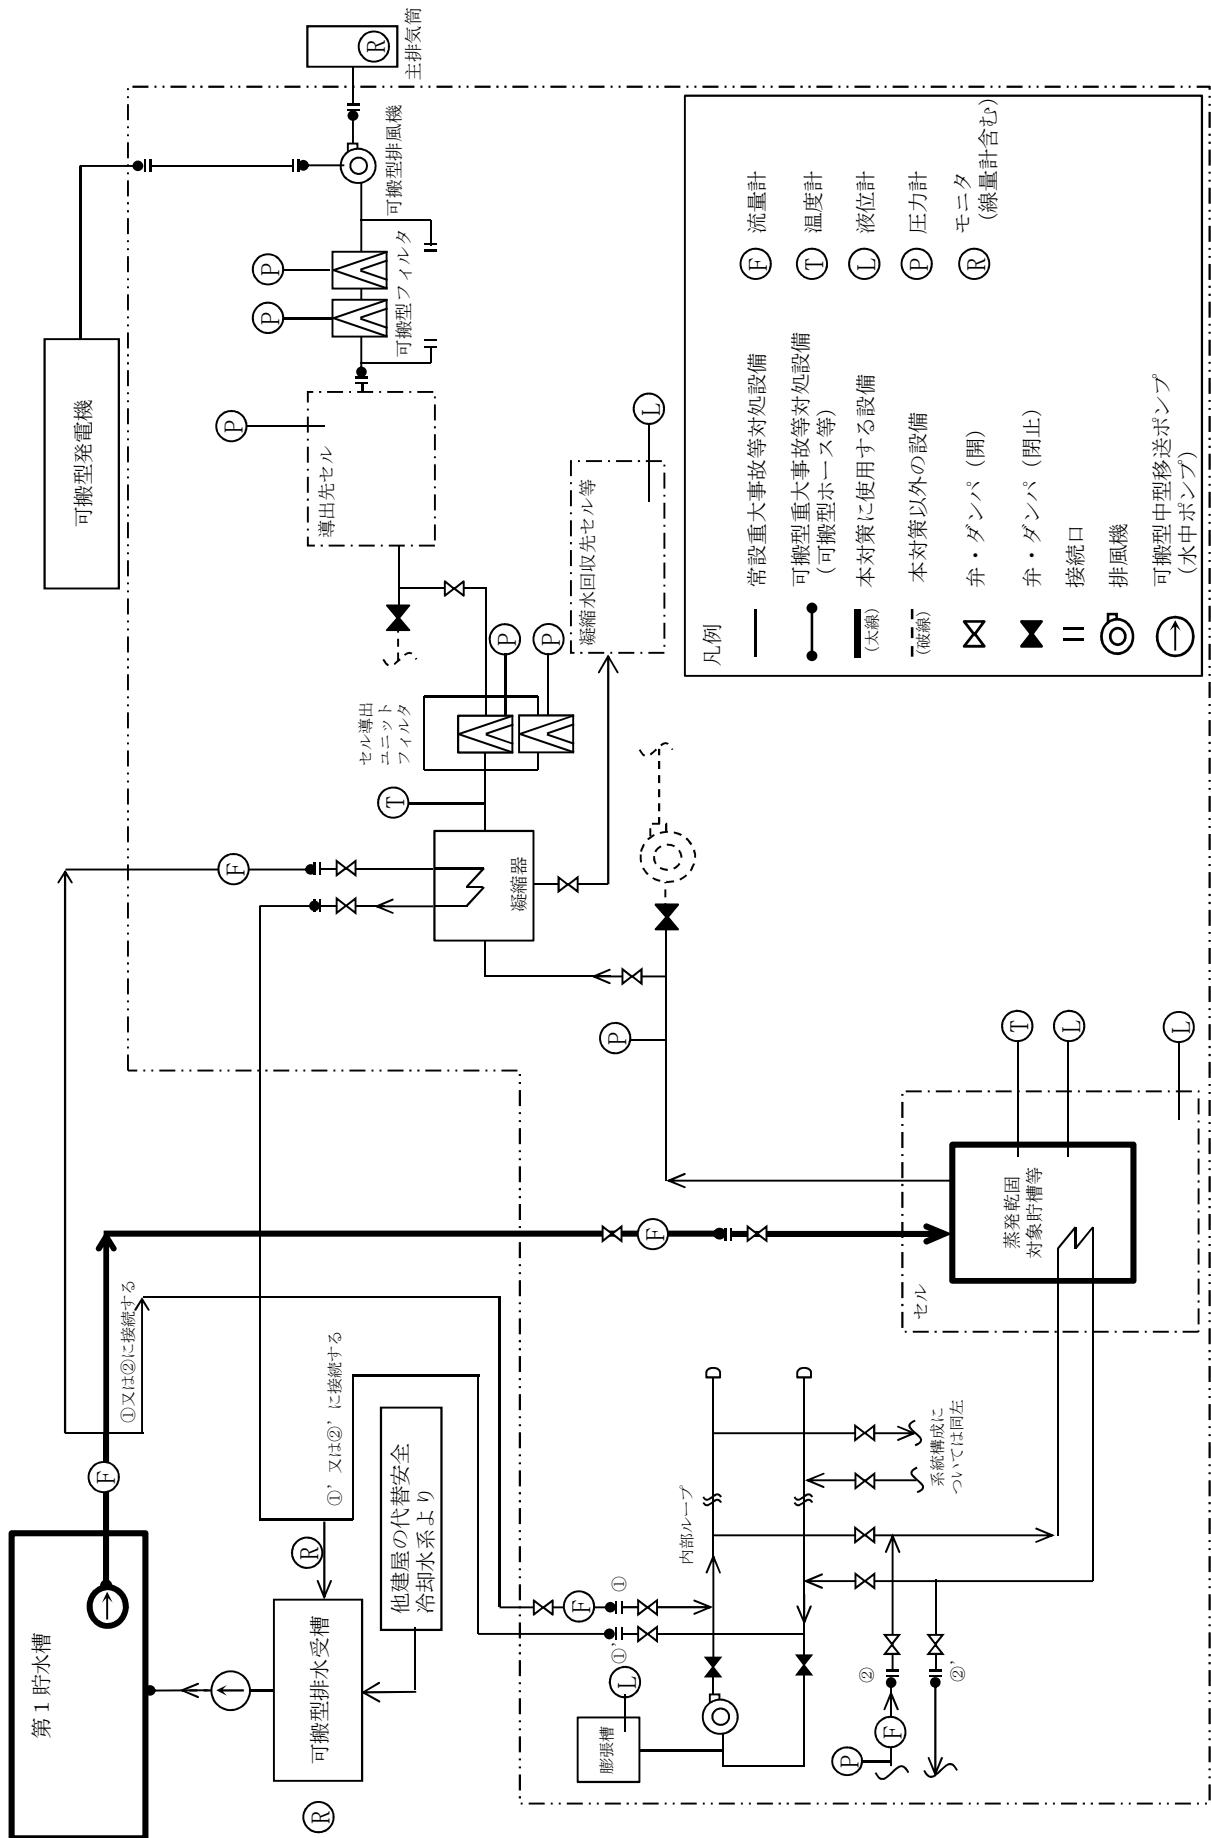 第1貯水槽
可搬型排水受槽
R
R
他建屋の代替安全
冷却水系より
F
①又は②に接続する
①’又は②’に接続する
可搬型発電機
R
主排気筒
可搬型排風機
P
P
可搬型フィルタ
P
導出先セル
L
凝縮水回収先セル等
P
P
セル導出
ユニット
フィルタ
T
凝縮器
F
P
F
T
L
L
蒸発乾固
対象貯槽等
セル
内部ループ
系統構成に
ついては同左
F
①
①’
L
膨張槽
②
②’
F
P
凡例
常設重大事故等対処設備
可搬型重大事故等対処設備
(可搬型ホース等)
(太線)
本対策に使用する設備
(破線)
本対策以外の設備
弁・ダンパ(開)
弁・ダンパ(閉止)
接続口
排風機
可搬型中型移送ポンプ
(水中ポンプ)
F 流量計
T 温度計
L 液位計
P 圧力計
R モニタ
(線量計含む)